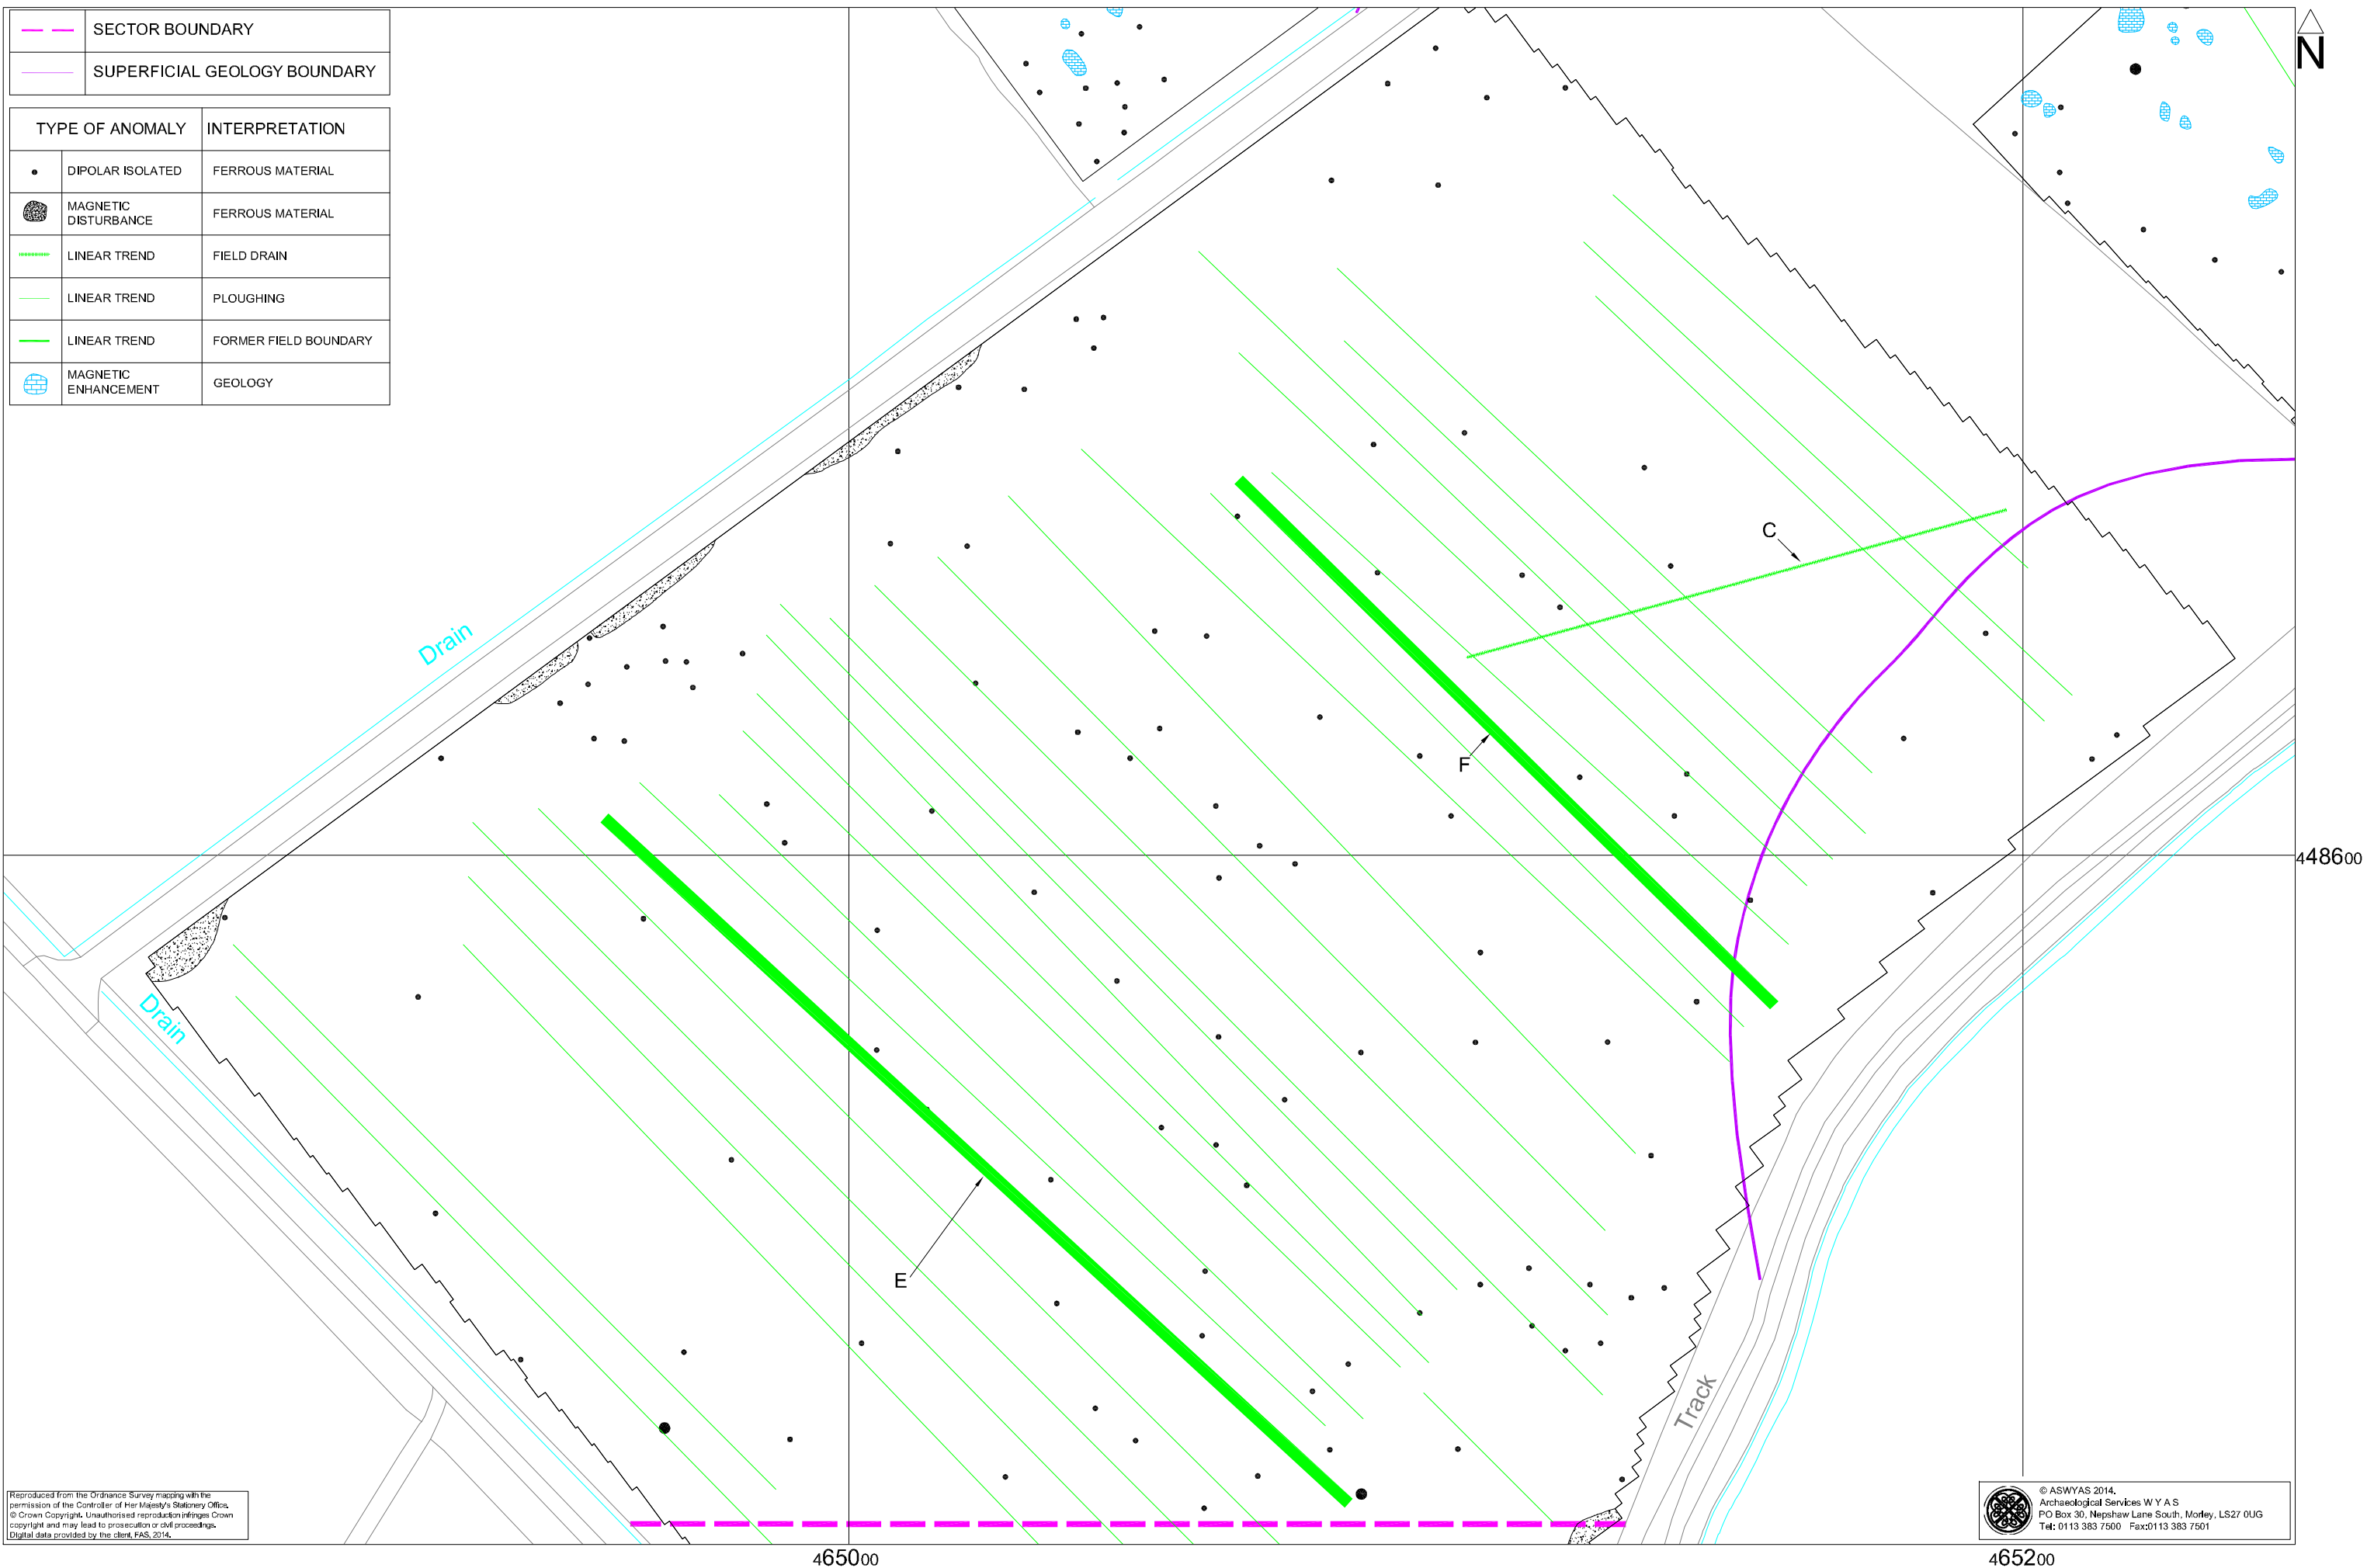 SECTOR BOUNDARY
SUPERFICIAL GEOLOGY BOUNDARY
TYPE OF ANOMALY INTERPRETATION
DIPOLAR ISOLATED FERROUS MATERIAL
MAGNETIC
DISTURBANCE
FERROUS MATERIAL
LINEAR TREND FIELD DRAIN
LINEAR TREND PLOUGHING
LINEAR TREND FORMER FIELD BOUNDARY
MAGNETIC
ENHANCEMENT
GEOLOGY
N
C
Drain
F
448600
Drain
E
Track
Reproduced from the Ordnance Survey mapping with the
permission of the Controller of Her Majesty's Stationery Office.
© Crown Copyright. Unauthorised reproduction infringes Crown
copyright and may lead to prosecution or civil proceedings.
Digital data provided by the client, FAS, 2014.
© ASWYAS 2014.
Archaeological Services W Y A S
PO Box 30, Nepshaw Lane South, Morley, LS27 0UG
Tel: 0113 383 7500 Fax:0113 383 7501
465000
465200